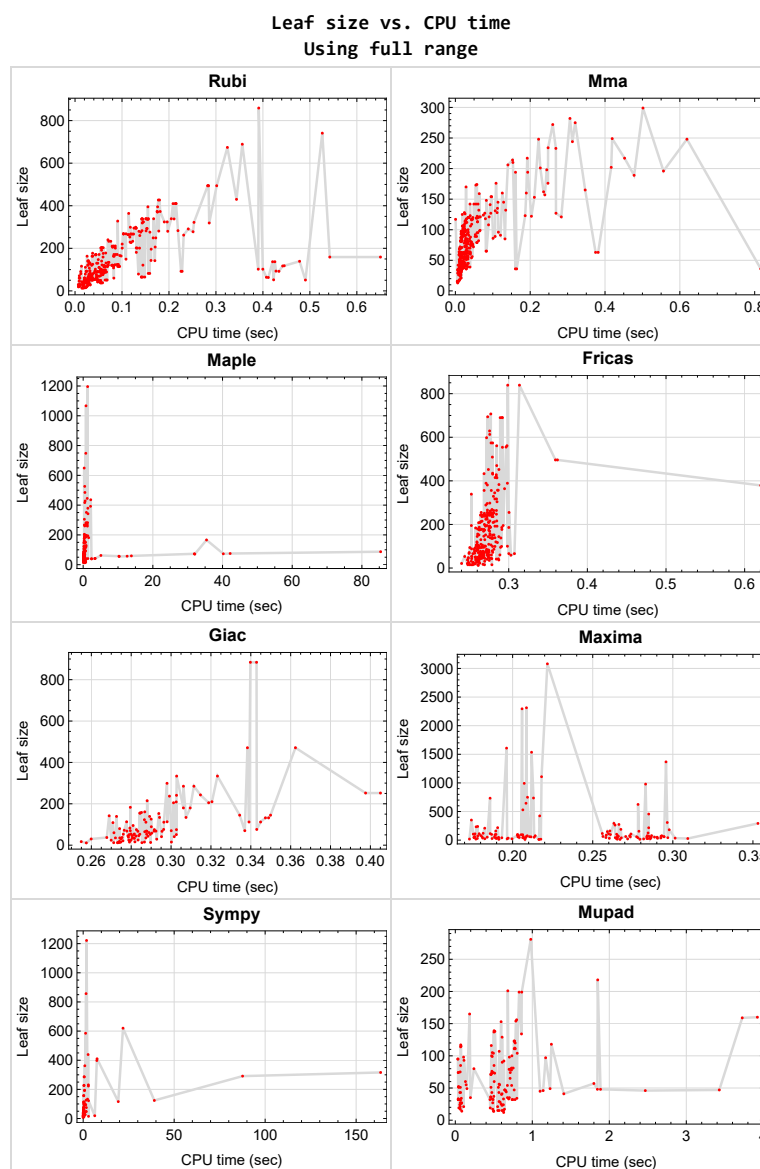 Leaf size vs. CPU time
Using full range
Rubi
Leaf size
800
600
400
200
0
0.0 0.1 0.2 0.3 0.4 0.5 0.6
CPU time (sec)
Mma
Leaf size
300
250
200
150
100
50
0
0.0 0.2 0.4 0.6 0.8
CPU time (sec)
Maple
Leaf size
1200
1000
800
600
400
200
0
0 20 40 60 80
CPU time (sec)
Fricas
Leaf size
800
600
400
200
0
0.3 0.4 0.5 0.6
CPU time (sec)
Giac
Leaf size
800
600
400
200
0
0.26 0.28 0.30 0.32 0.34 0.36 0.38 0.40
CPU time (sec)
Maxima
Leaf size
3000
2500
2000
1500
1000
500
0
0.20 0.25 0.30
CPU time (sec)
Sympy
Leaf size
1200
1000
800
600
400
200
0
0 50 100 150
CPU time (sec)
Mupad
Leaf size
250
200
150
100
50
0
0 1 2 3
CPU time (sec)